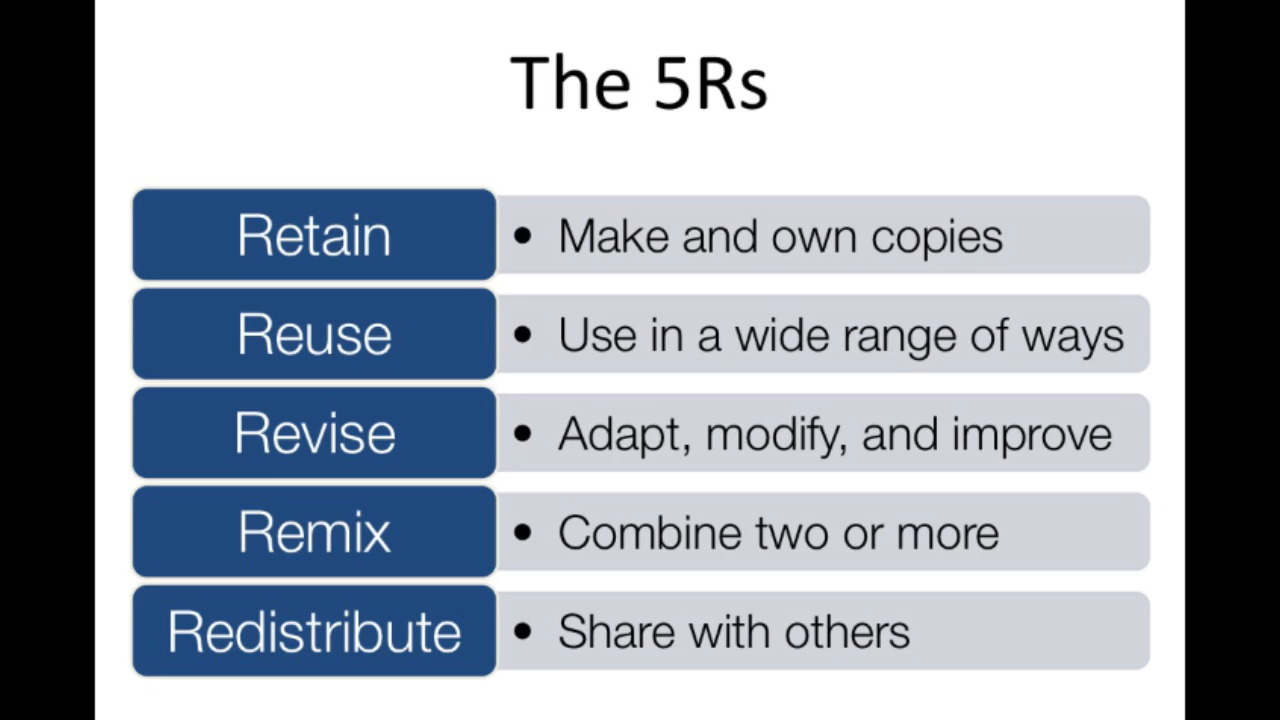 The 5Rs
Retain
• Make and own copies
Reuse
• Use in a wide range of ways
Revise
• Adapt, modify, and improve
Remix
• Combine two or more
Redistribute
• Share with others